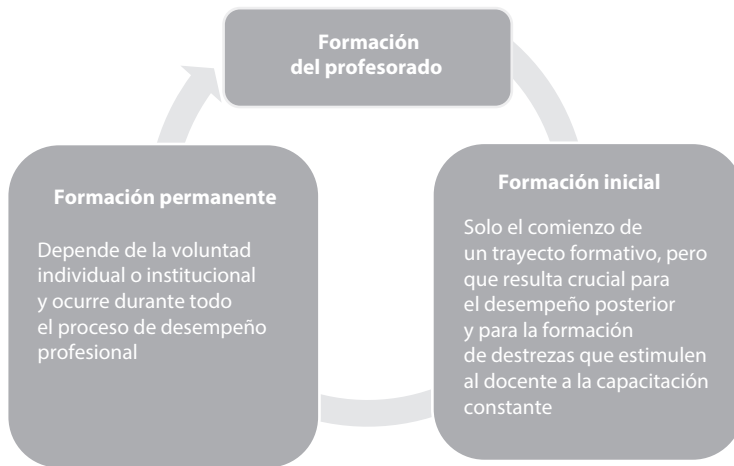 Formación
del profesorado
Formación permanente
Depende de la voluntad
individual o institucional
y ocurre durante todo
el proceso de desempeño
profesional
Formación inicial
Solo el comienzo de
un trayecto formativo, pero
que resulta crucial para
el desempeño posterior
y para la formación
de destrezas que estimulen
al docente a la capacitación
constante